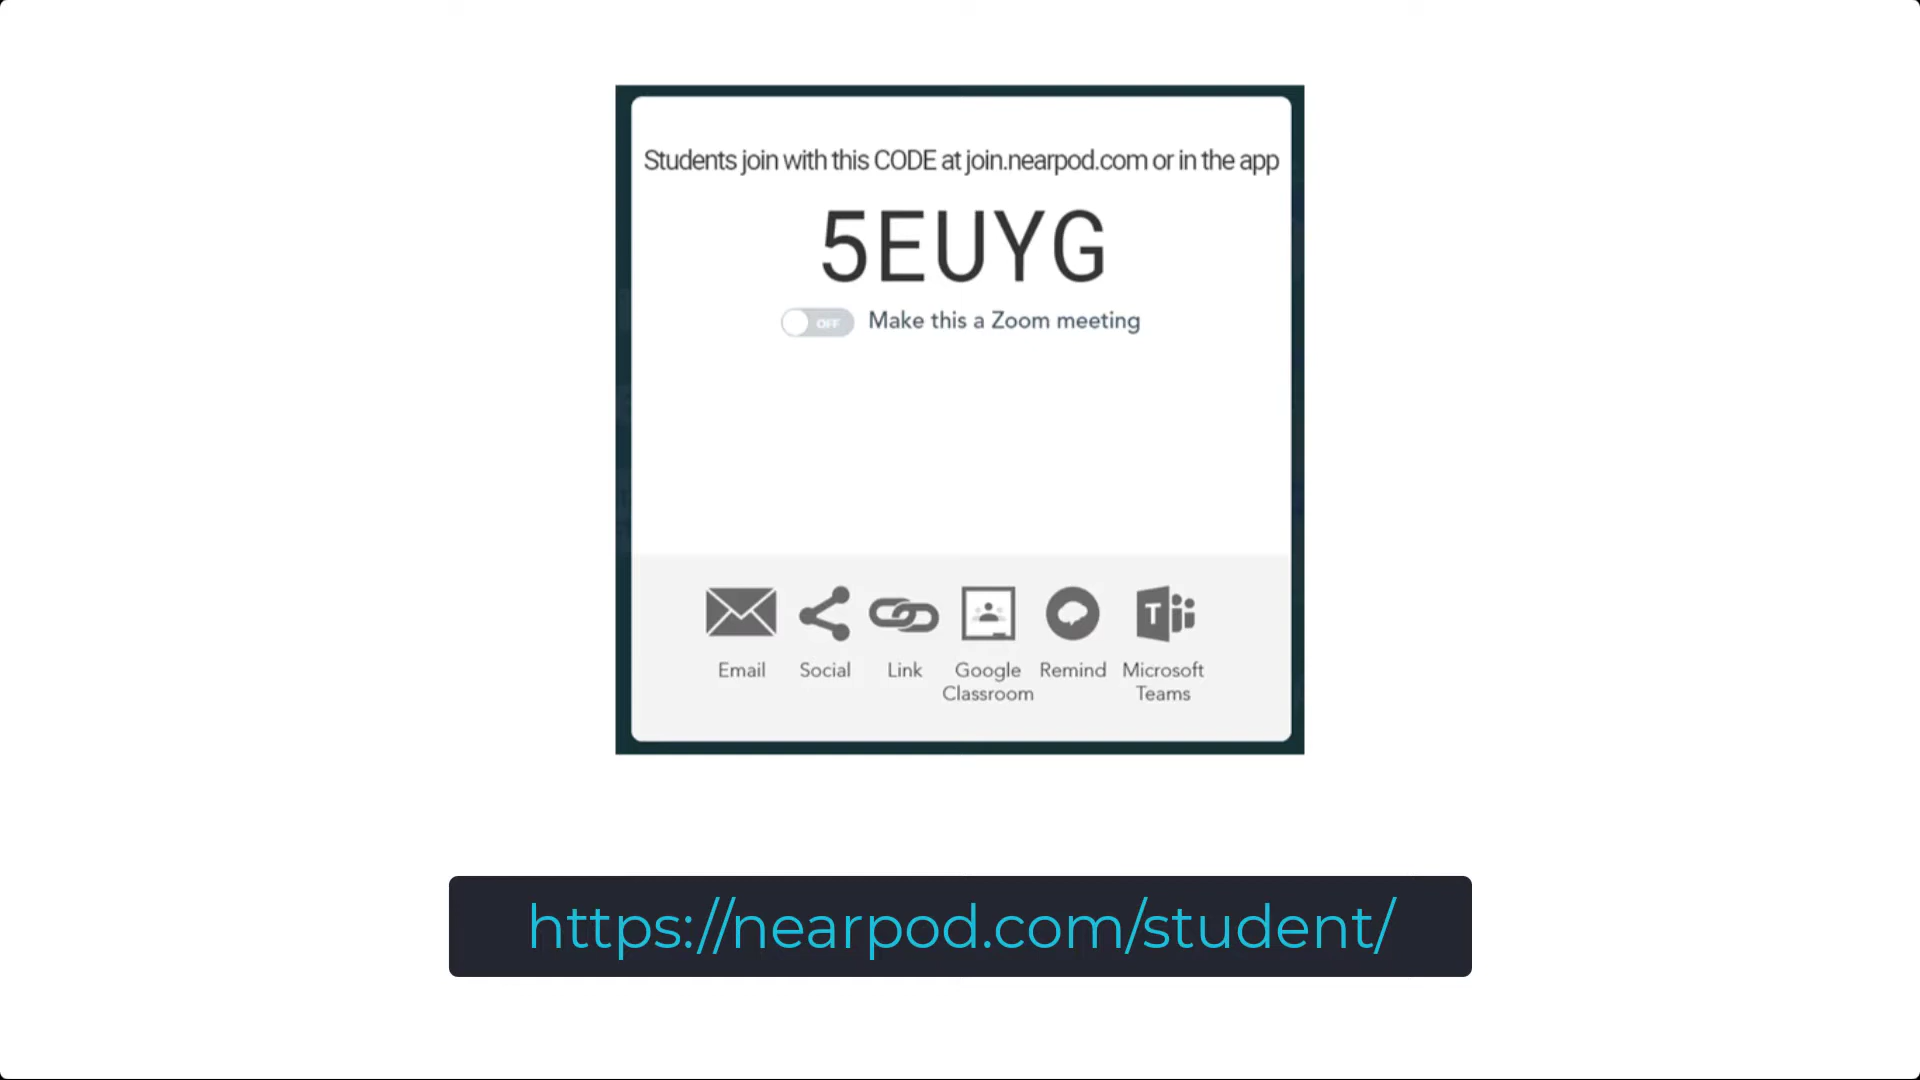 Students join with this CODE at join.nearpod.com or in the app
5EUYG
OFF Make this a Zoom meeting
T
Email Social Link Google Classroom Remind Microsoft Teams
https://nearpod.com/student/